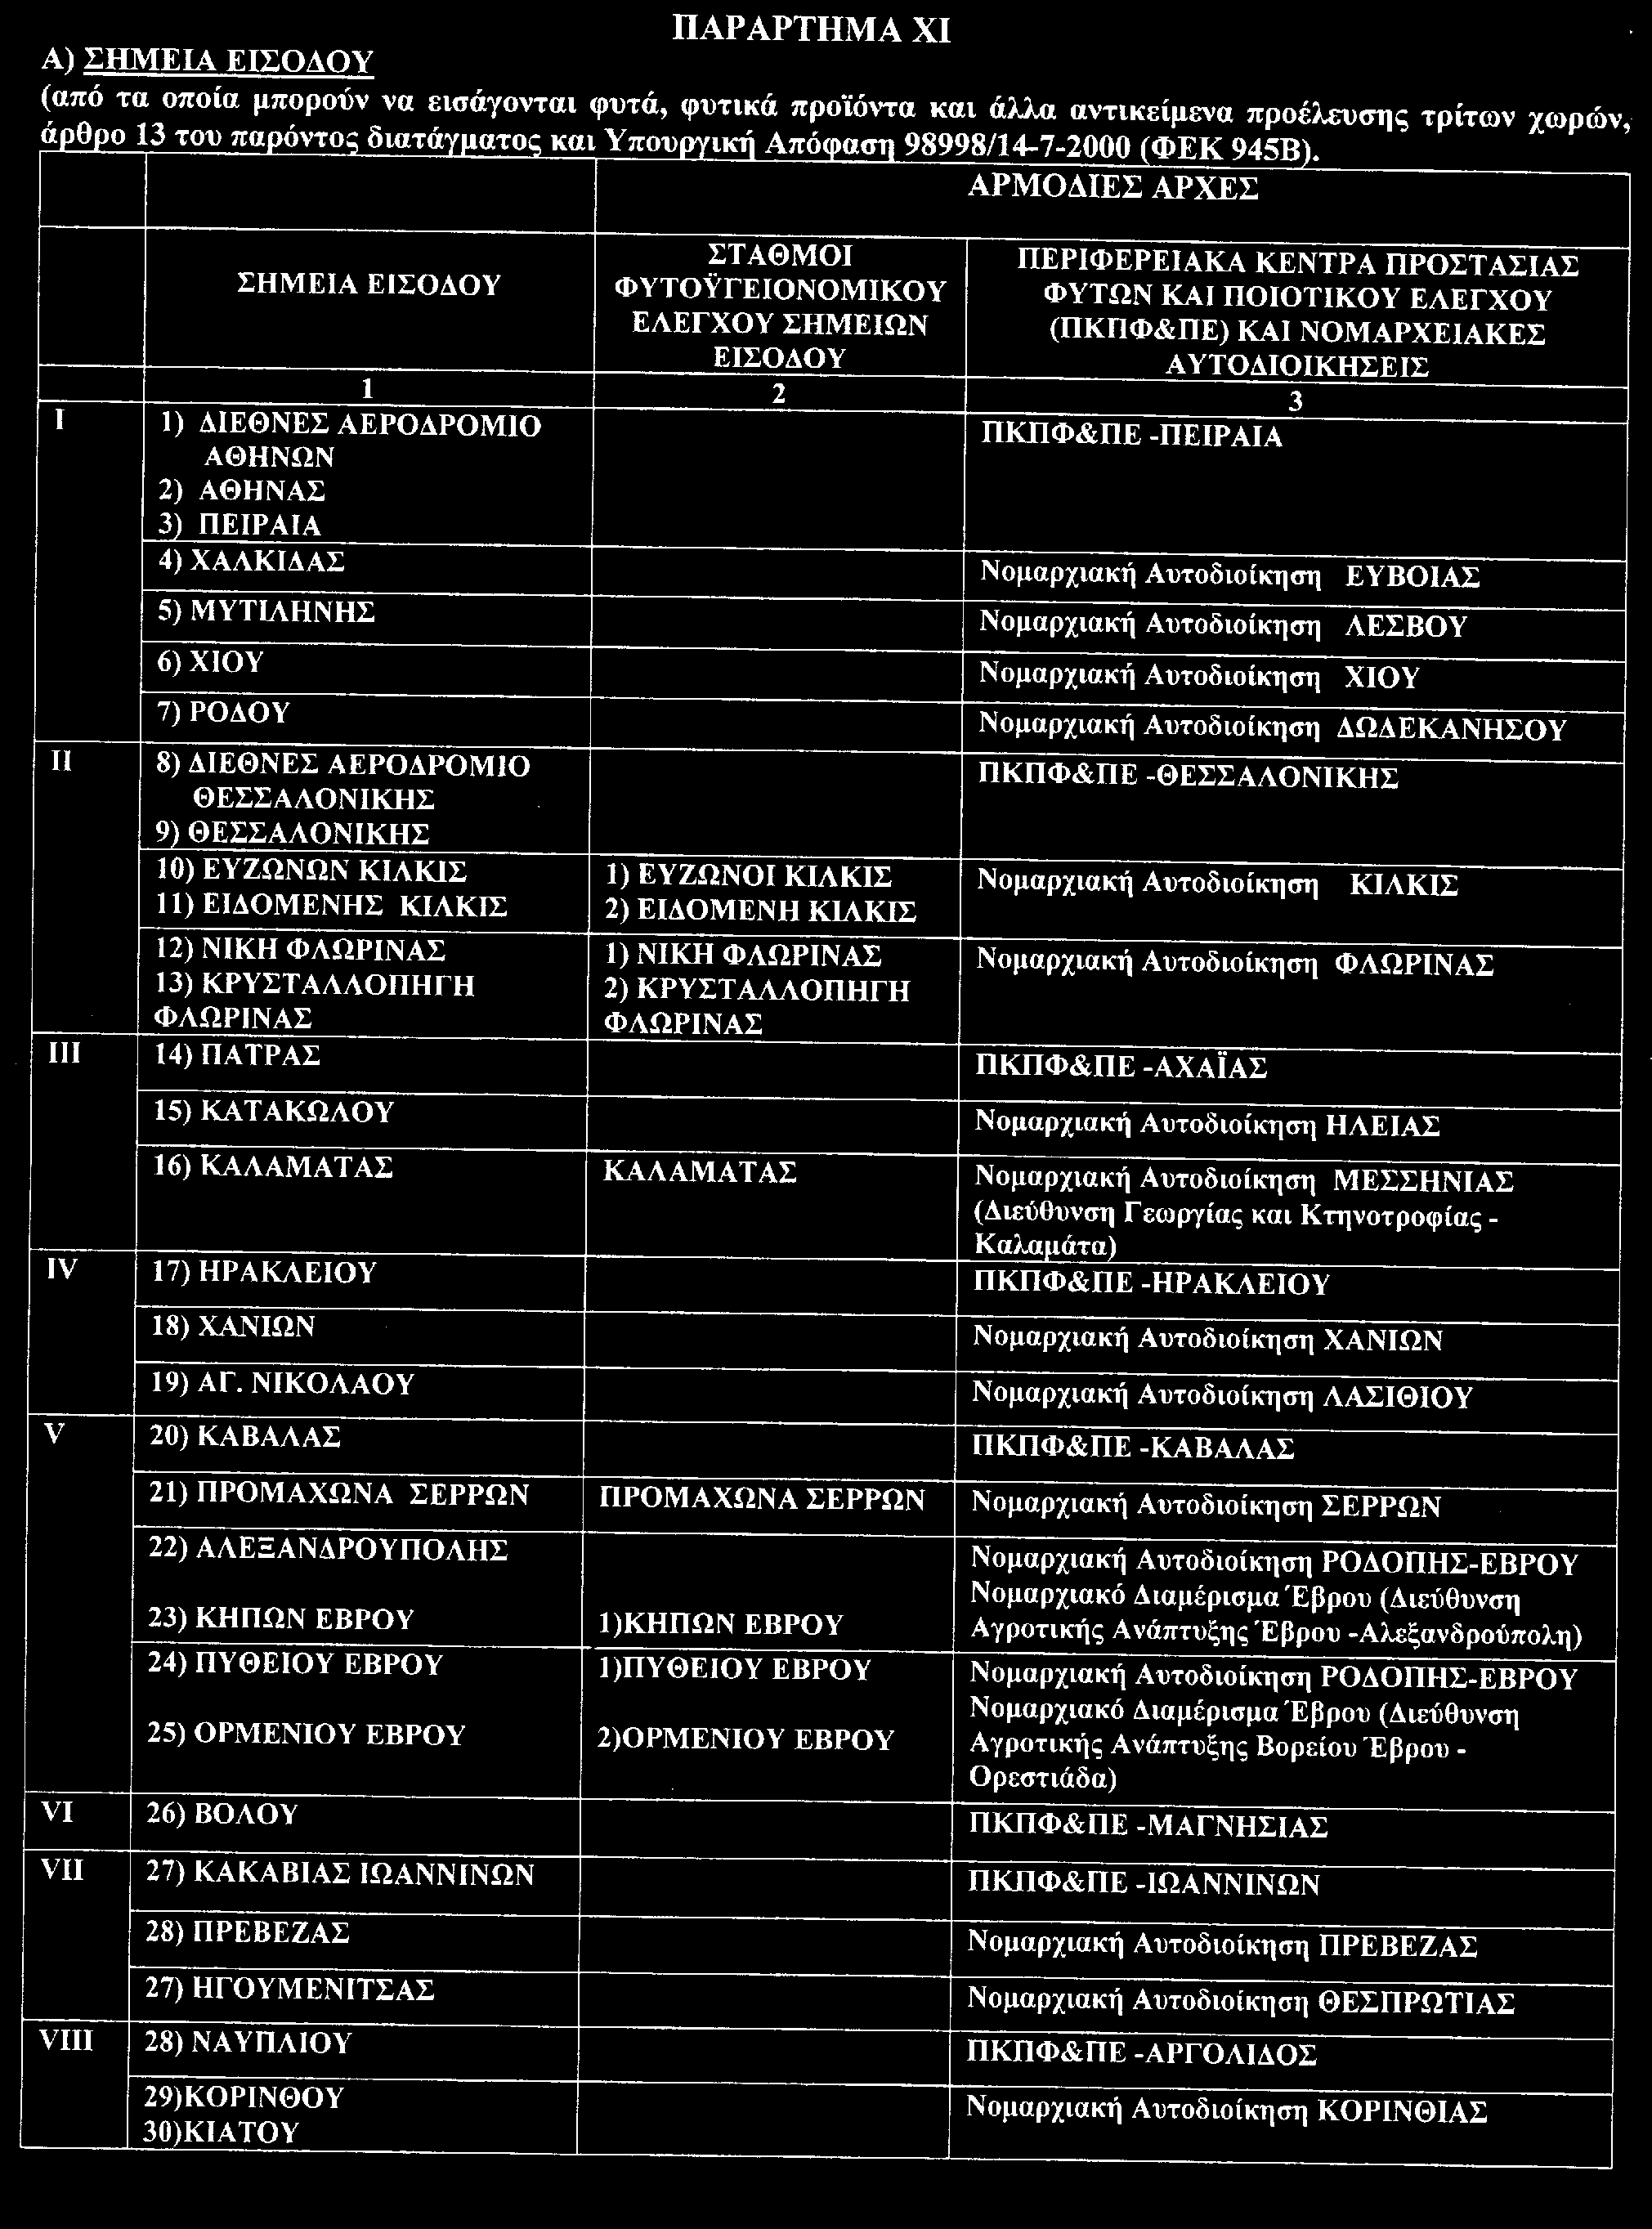 ΠΑΡΑΡΤΗΜΑ ΧΙ
Α) ΣΗΜΕΙΑ ΕΙΣΟΔΟΥ
(από τα οποία μπορούν να εισάγονται φυτά, φυτικά προϊόντα και άλλα αντικείμενα προέλευσης τρίτων χωρών,
άρθρο 13 του παρόντος διατάγματος και Υπουργική Απόφαση 98998/14-7-2000 (ΦΕΚ 945Β).
ΑΡΜΟΔΙΕΣ ΑΡΧΕΣ
ΣΗΜΕΙΑ ΕΙΣΟΔΟΥ
ΣΤΑΘΜΟΙ
ΦΥΤΟΫΓΕΙΟΝΟΜΙΚΟΥ
ΕΛΕΓΧΟΥ ΣΗΜΕΙΩΝ
ΕΙΣΟΔΟΥ
ΠΕΡΙΦΕΡΕΙΑΚΑ ΚΕΝΤΡΑ ΠΡΟΣΤΑΣΙΑΣ
ΦΥΤΩΝ ΚΑΙ ΠΟΙΟΤΙΚΟΥ ΕΛΕΓΧΟΥ
(ΠΚΠΦ&ΠΕ) ΚΑΙ ΝΟΜΑΡΧΕΙΑΚΕΣ
ΑΥΤΟΔΙΟΙΚΗΣΕΙΣ
1 2 3
Ι 1) ΔΙΕΘΝΕΣ ΑΕΡΟΔΡΟΜΙΟ ΠΚΠΦ&ΠΕ -ΠΕΙΡΑΙΑ
ΑΘΗΝΩΝ
2) ΑΘΗΝΑΣ
3) ΠΕΙΡΑΙΑ
4) ΧΑΛΚΙΔΑΣ Νομαρχιακή Αυτοδιοίκηση ΕΥΒΟΙΑΣ
5) ΜΥΤΙΛΗΝΗΣ Νομαρχιακή Αυτοδιοίκηση ΛΕΣΒΟΥ
6) ΧΙΟΥ Νομαρχιακή Αυτοδιοίκηση ΧΙΟΥ
7) ΡΟΔΟΥ Νομαρχιακή Αυτοδιοίκηση ΔΩΔΕΚΑΝΗΣΟΥ
ΙΙ 8) ΔΙΕΘΝΕΣ ΑΕΡΟΔΡΟΜΙΟ ΠΚΠΦ&ΠΕ -ΘΕΣΣΑΛΟΝΙΚΗΣ
ΘΕΣΣΑΛΟΝΙΚΗΣ
9) ΘΕΣΣΑΛΟΝΙΚΗΣ
10) ΕΥΖΩΝΩΝ ΚΙΛΚΙΣ 1) ΕΥΖΩΝΟΙ ΚΙΛΚΙΣ Νομαρχιακή Αυτοδιοίκηση ΚΙΛΚΙΣ
11) ΕΙΔΟΜΕΝΗΣ ΚΙΛΚΙΣ 2) ΕΙΔΟΜΕΝΗ ΚΙΛΚΙΣ
12) ΝΙΚΗ ΦΛΩΡΙΝΑΣ 1) ΝΙΚΗ ΦΛΩΡΙΝΑΣ Νομαρχιακή Αυτοδιοίκηση ΦΛΩΡΙΝΑΣ
13) ΚΡΥΣΤΑΛΛΟΠΗΓΗ 2) ΚΡΥΣΤΑΛΛΟΠΗΓΗ
ΦΛΩΡΙΝΑΣ ΦΛΩΡΙΝΑΣ
ΙΙΙ 14) ΠΑΤΡΑΣ ΠΚΠΦ&ΠΕ -ΑΧΑΪΑΣ
15) ΚΑΤΑΚΩΛΟΥ Νομαρχιακή Αυτοδιοίκηση ΗΛΕΙΑΣ
16) ΚΑΛΑΜΑΤΑΣ ΚΑΛΑΜΑΤΑΣ Νομαρχιακή Αυτοδιοίκηση ΜΕΣΣΗΝΙΑΣ
(Διεύθυνση Γεωργίας και Κτηνοτροφίας -
Καλαμάτα)
IV 17) ΗΡΑΚΛΕΙΟΥ ΠΚΠΦ&ΠΕ -ΗΡΑΚΛΕΙΟΥ
18) ΧΑΝΙΩΝ Νομαρχιακή Αυτοδιοίκηση ΧΑΝΙΩΝ
19) ΑΓ. ΝΙΚΟΛΑΟΥ Νομαρχιακή Αυτοδιοίκηση ΛΑΣΙΘΙΟΥ
V 20) ΚΑΒΑΛΑΣ ΠΚΠΦ&ΠΕ -ΚΑΒΑΛΑΣ
21) ΠΡΟΜΑΧΩΝΑ ΣΕΡΡΩΝ ΠΡΟΜΑΧΩΝΑ ΣΕΡΡΩΝ Νομαρχιακή Αυτοδιοίκηση ΣΕΡΡΩΝ
22) ΑΛΕΞΑΝΔΡΟΥΠΟΛΗΣ Νομαρχιακή Αυτοδιοίκηση ΡΟΔΟΠΗΣ-ΕΒΡΟΥ
Νομαρχιακό Διαμέρισμα Έβρου (Διεύθυνση
23) ΚΗΠΩΝ ΕΒΡΟΥ 1)ΚΗΠΩΝ ΕΒΡΟΥ Αγροτικής Ανάπτυξης Έβρου -Αλεξανδρούπολη)
24) ΠΥΘΕΙΟΥ ΕΒΡΟΥ 1)ΠΥΘΕΙΟΥ ΕΒΡΟΥ Νομαρχιακή Αυτοδιοίκηση ΡΟΔΟΠΗΣ-ΕΒΡΟΥ
Νομαρχιακό Διαμέρισμα Έβρου (Διεύθυνση
25) ΟΡΜΕΝΙΟΥ ΕΒΡΟΥ 2)ΟΡΜΕΝΙΟΥ ΕΒΡΟΥ Αγροτικής Ανάπτυξης Βορείου Έβρου -
Ορεστιάδα)
VI 26) ΒΟΛΟΥ ΠΚΠΦ&ΠΕ -ΜΑΓΝΗΣΙΑΣ
VII 27) ΚΑΚΑΒΙΑΣ ΙΩΑΝΝΙΝΩΝ ΠΚΠΦ&ΠΕ -ΙΩΑΝΝΙΝΩΝ
28) ΠΡΕΒΕΖΑΣ Νομαρχιακή Αυτοδιοίκηση ΠΡΕΒΕΖΑΣ
27) ΗΓΟΥΜΕΝΙΤΣΑΣ Νομαρχιακή Αυτοδιοίκηση ΘΕΣΠΡΩΤΙΑΣ
VIII 28) ΝΑΥΠΛΙΟΥ ΠΚΠΦ&ΠΕ -ΑΡΓΟΛΙΔΟΣ
29)ΚΟΡΙΝΘΟΥ Νομαρχιακή Αυτοδιοίκηση ΚΟΡΙΝΘΙΑΣ
30)ΚΙΑΤΟΥ